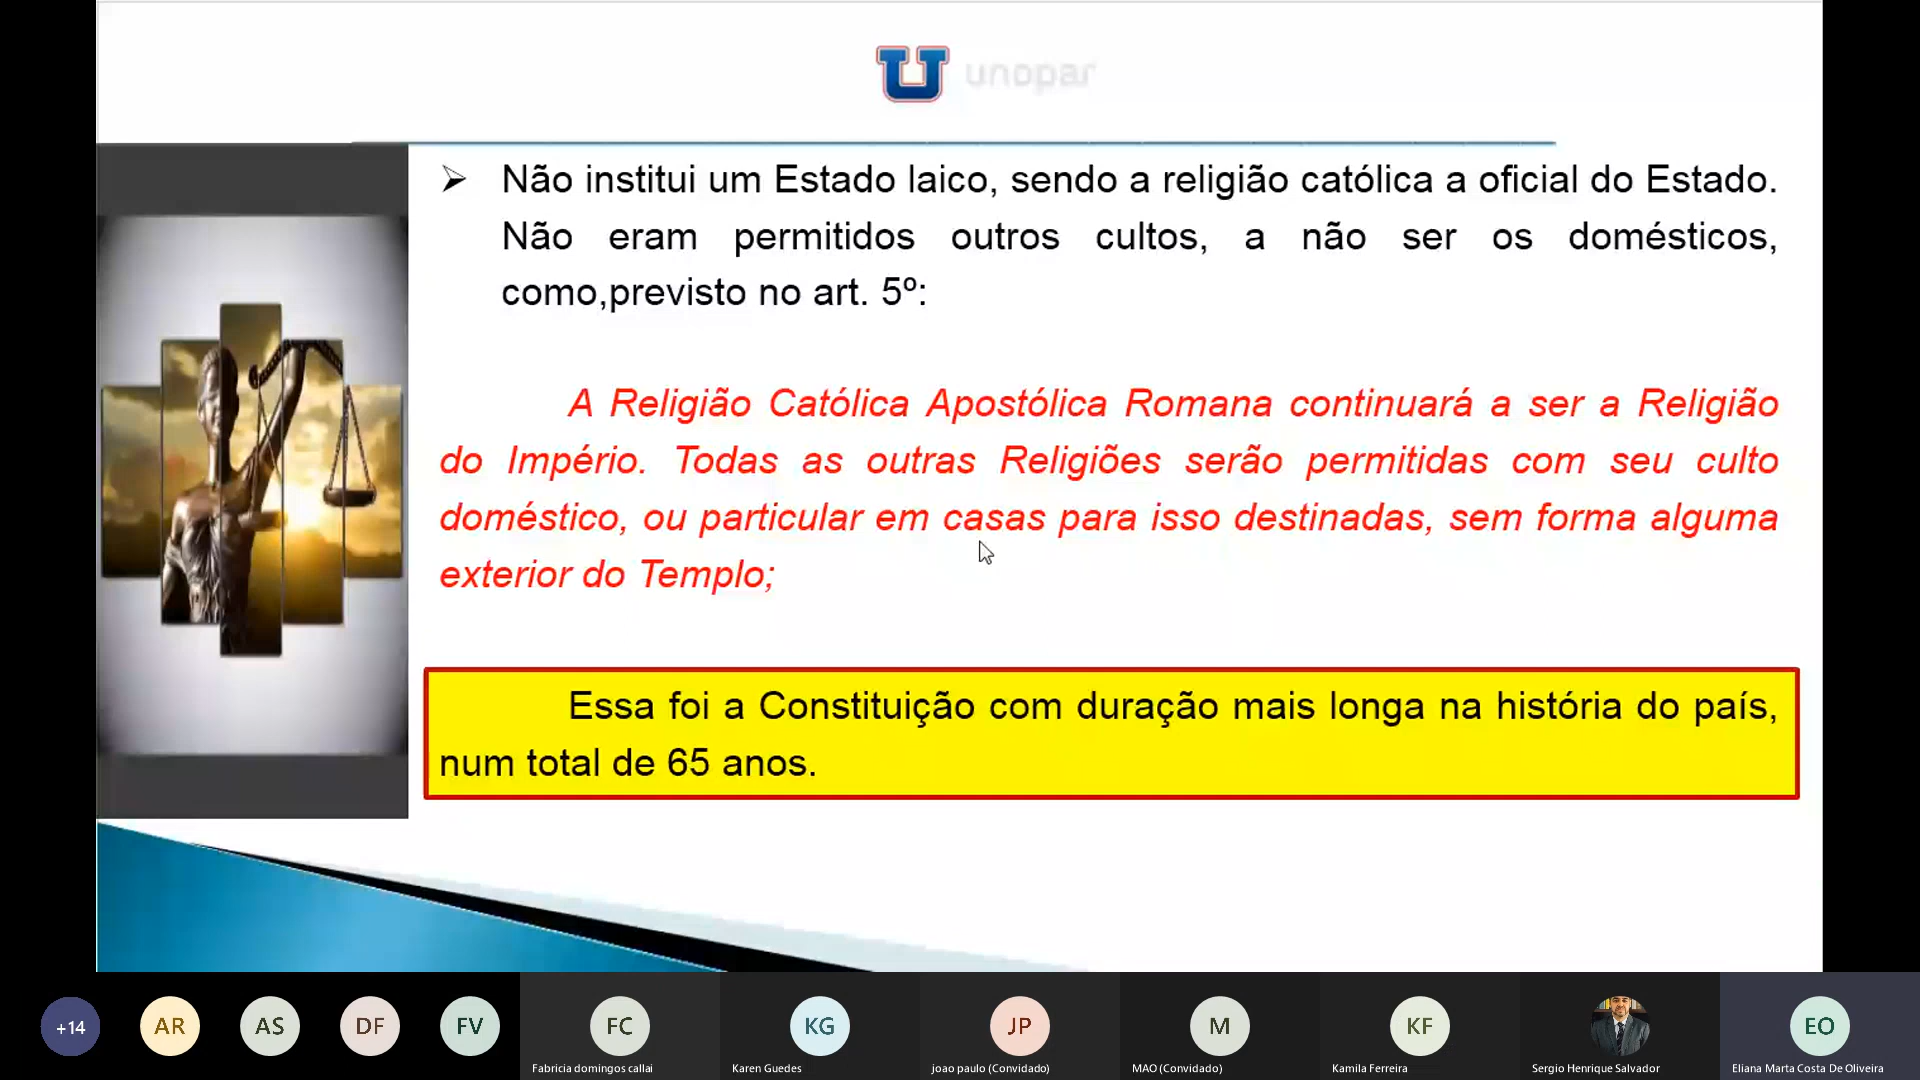 unopar
➢ Não institui um Estado laico, sendo a religião católica a oficial do Estado.
Não eram permitidos outros cultos, a não ser os domésticos,
como,previsto no art. 5º:
A Religião Católica Apostólica Romana continuará a ser a Religião
do Império. Todas as outras Religiões serão permitidas com seu culto
doméstico, ou particular em casas para isso destinadas, sem forma alguma
exterior do Templo;
Essa foi a Constituição com duração mais longa na história do país,
num total de 65 anos.
+14 AR AS DF FV FC KG JP M KF EO
Fabricia domingos callai Karen Guedes joao paulo (Convidado) MAO (Convidado) Kamila Ferreira Sergio Henrique Salvador Eliana Marta Costa De Oliveira